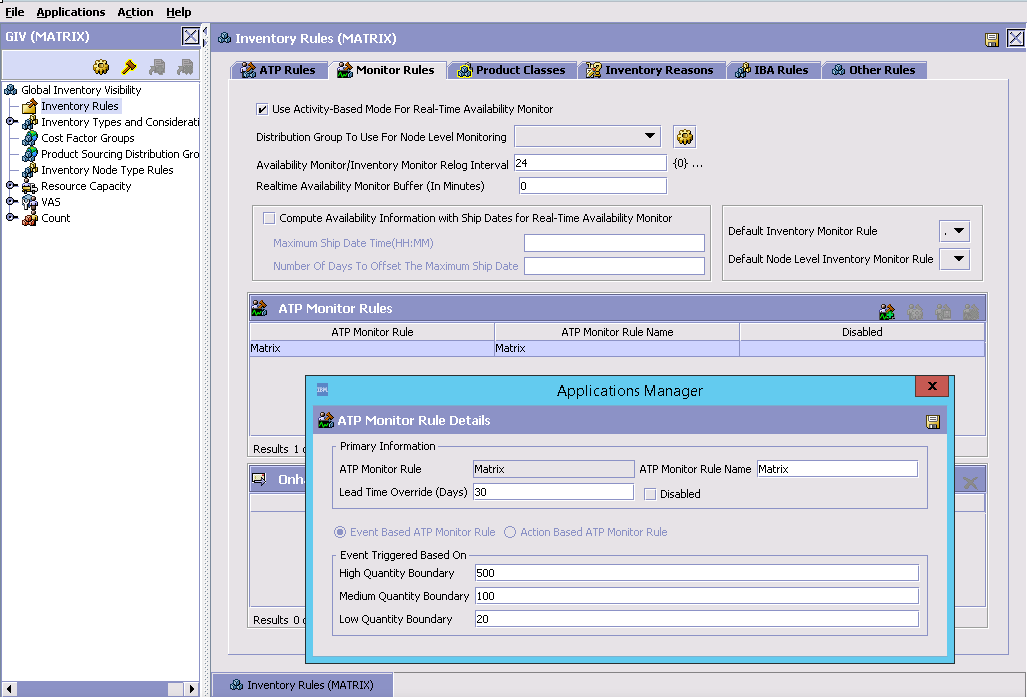 File Applications Action Help
GIV (MATRIX)
Global Inventory Visibility
Inventory Rules
Inventory Types and Considerati
Cost Factor Groups
Product Sourcing Distribution Gro
Inventory Node Type Rules
Resource Capacity
VAS
Count
Inventory Rules (MATRIX)
ATP Rules Monitor Rules Product Classes Inventory Reasons IBA Rules Other Rules
Use Activity-Based Mode For Real-Time Availability Monitor
Distribution Group To Use For Node Level Monitoring
Availability Monitor/Inventory Monitor Relog Interval 24 {0} ...
Realtime Availability Monitor Buffer (In Minutes) 0
Compute Availability Information with Ship Dates for Real-Time Availability Monitor
Maximum Ship Date Time(HH:MM)
Number Of Days To Offset The Maximum Ship Date
Default Inventory Monitor Rule .
Default Node Level Inventory Monitor Rule
ATP Monitor Rules
ATP Monitor Rule ATP Monitor Rule Name Disabled
Matrix Matrix
Results 1
Onh
Results 0
IBM Applications Manager
ATP Monitor Rule Details
Primary Information
ATP Monitor Rule Matrix ATP Monitor Rule Name Matrix
Lead Time Override (Days) 30 Disabled
Event Based ATP Monitor Rule Action Based ATP Monitor Rule
Event Triggered Based On
High Quantity Boundary 500
Medium Quantity Boundary 100
Low Quantity Boundary 20
Inventory Rules (MATRIX)